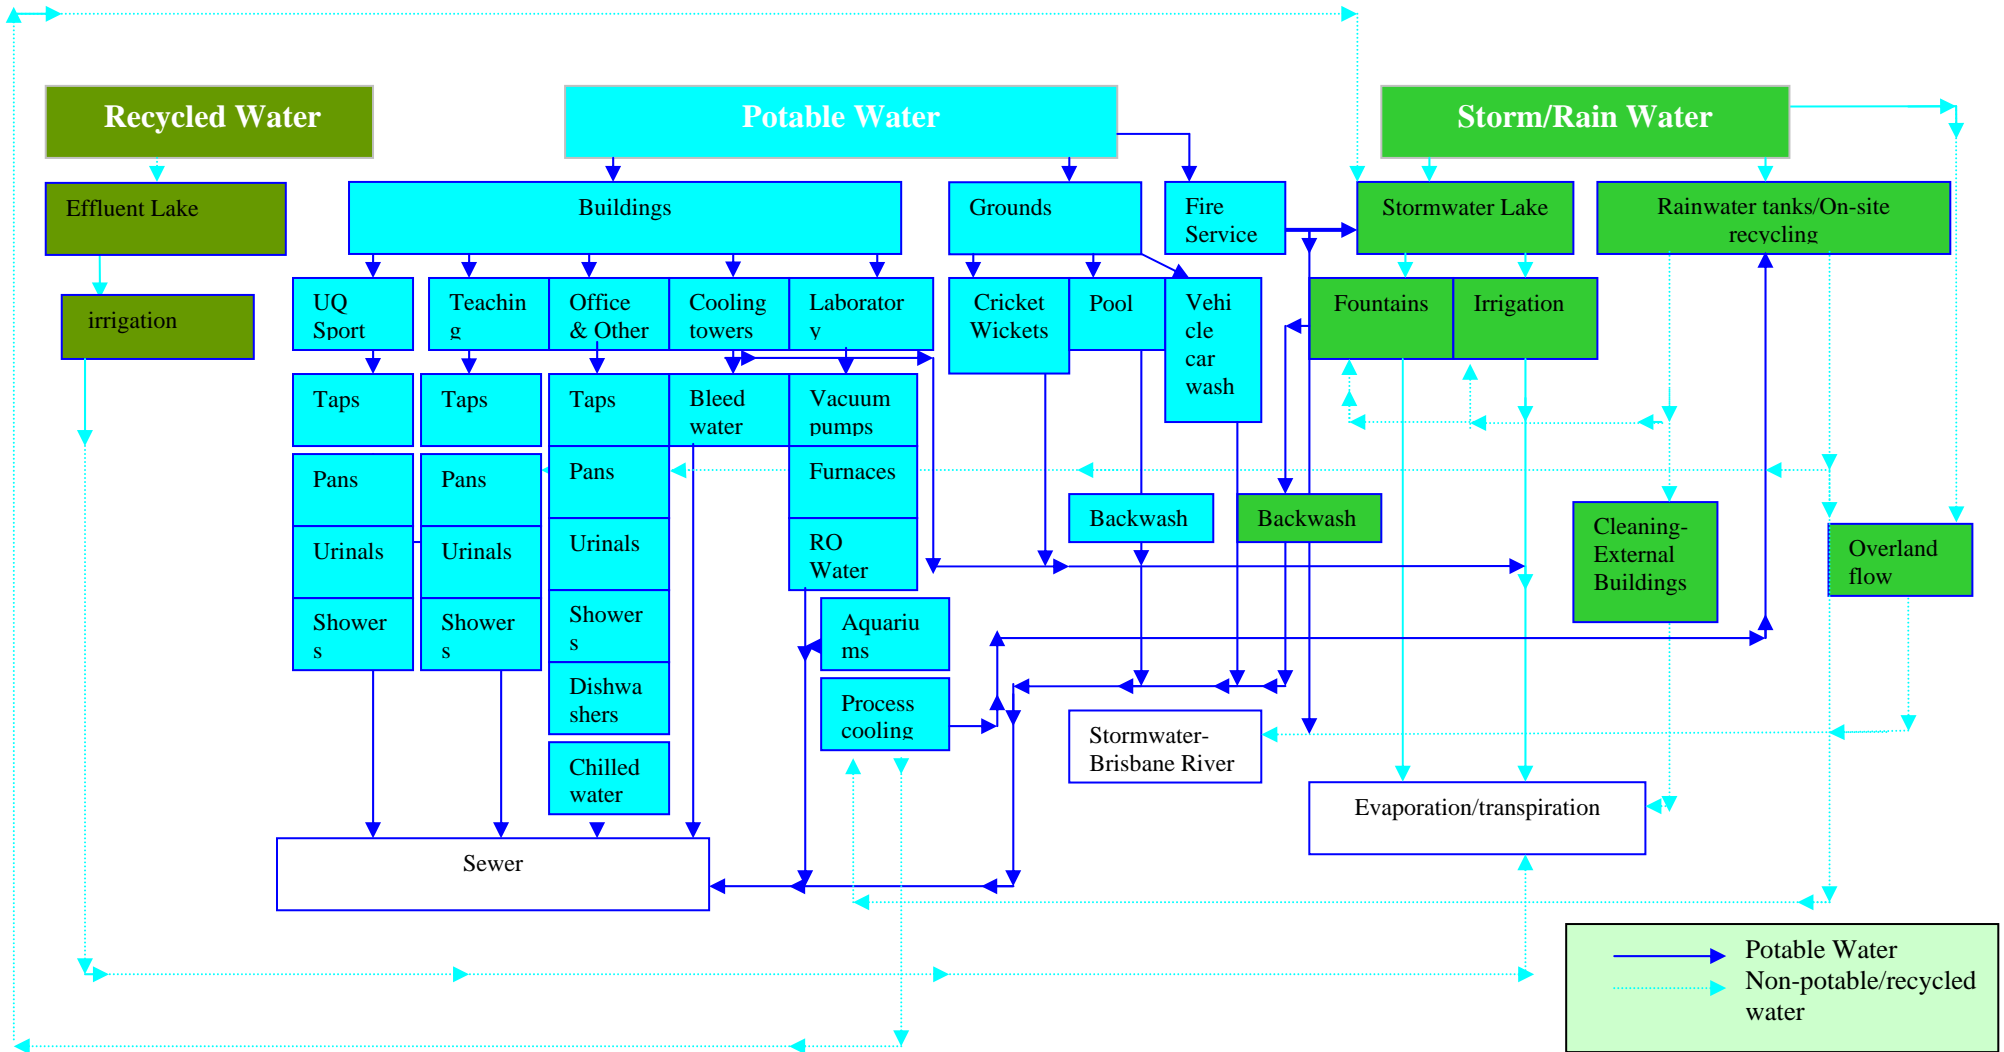 Recycled Water
Potable Water
Storm/Rain Water
Effluent Lake
Buildings
Grounds
Fire
Service
Stormwater Lake
Rainwater tanks/On-site
recycling
irrigation
UQ
Sport
Teachin
g
Office
& Other
Cooling
towers
Laborator
y
Cricket
Wickets
Pool
Vehi
cle
car
wash
Fountains
Irrigation
Taps
Taps
Taps
Bleed
water
Vacuum
pumps
Pans
Pans
Pans
Furnaces
Urinals
Urinals
Urinals
RO
Water
Backwash
Backwash
Cleaning-
External
Buildings
Overland
flow
Shower
s
Shower
s
Shower
s
Aquariu
ms
Dishwa
shers
Process
cooling
Stormwater-
Brisbane River
Chilled
water
Evaporation/transpiration
Sewer
Potable Water
Non-potable/recycled
water